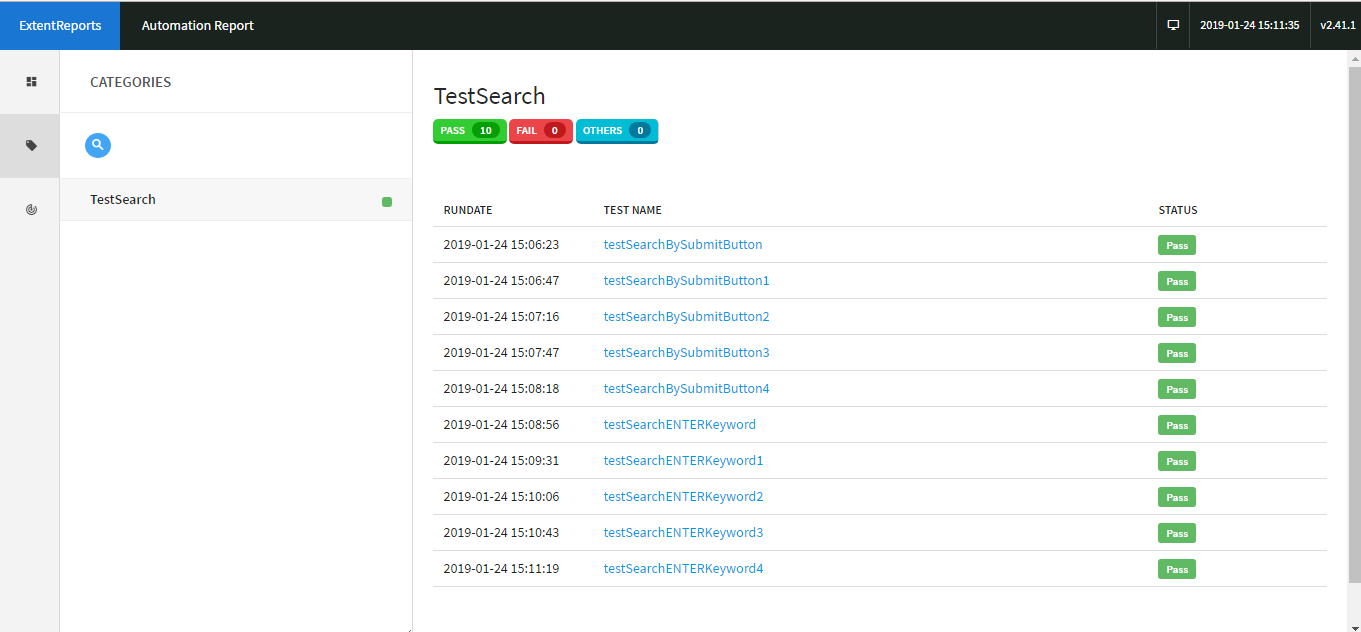 ExtentReports Automation Report 2019-01-24 15:11:35 v2.41.1
CATEGORIES
TestSearch
TestSearch
PASS 10 FAIL 0 OTHERS 0
RUNDATE TEST NAME STATUS
2019-01-24 15:06:23 testSearchBySubmitButton Pass
2019-01-24 15:06:47 testSearchBySubmitButton1 Pass
2019-01-24 15:07:16 testSearchBySubmitButton2 Pass
2019-01-24 15:07:47 testSearchBySubmitButton3 Pass
2019-01-24 15:08:18 testSearchBySubmitButton4 Pass
2019-01-24 15:08:56 testSearchENTERKeyword Pass
2019-01-24 15:09:31 testSearchENTERKeyword1 Pass
2019-01-24 15:10:06 testSearchENTERKeyword2 Pass
2019-01-24 15:10:43 testSearchENTERKeyword3 Pass
2019-01-24 15:11:19 testSearchENTERKeyword4 Pass